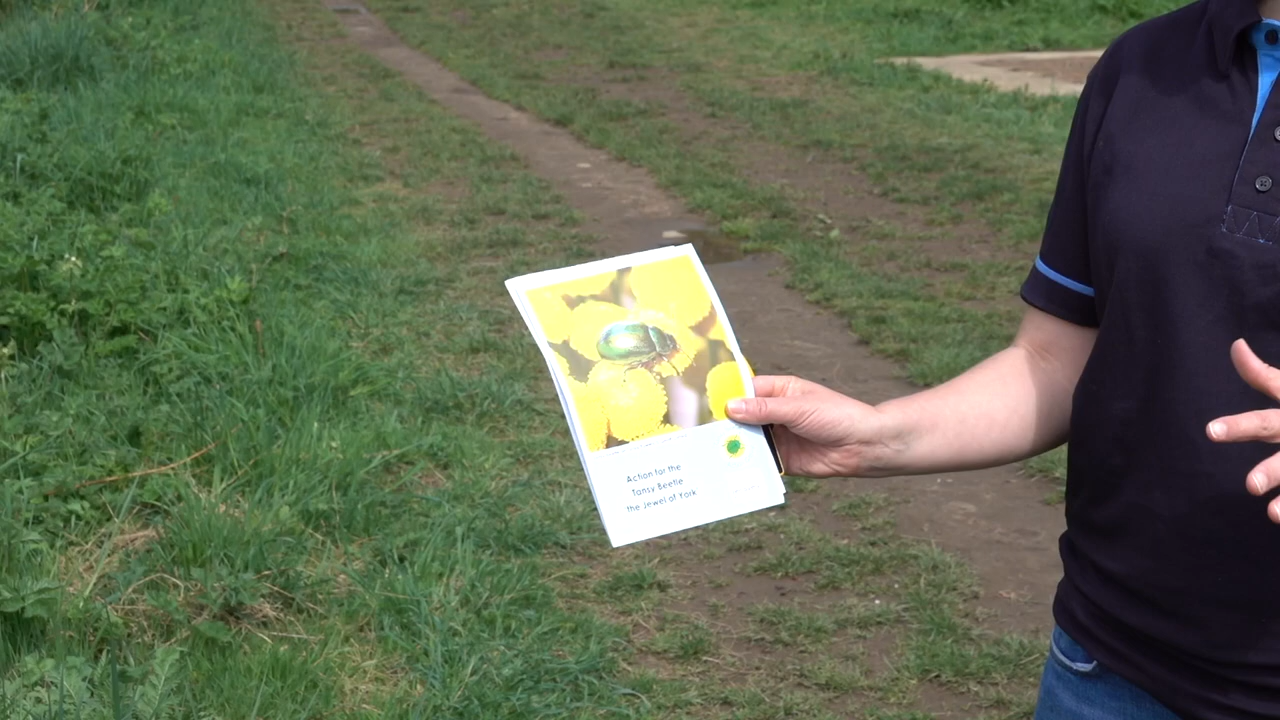 Action for the
Tansy Beetle
the Jewel of York